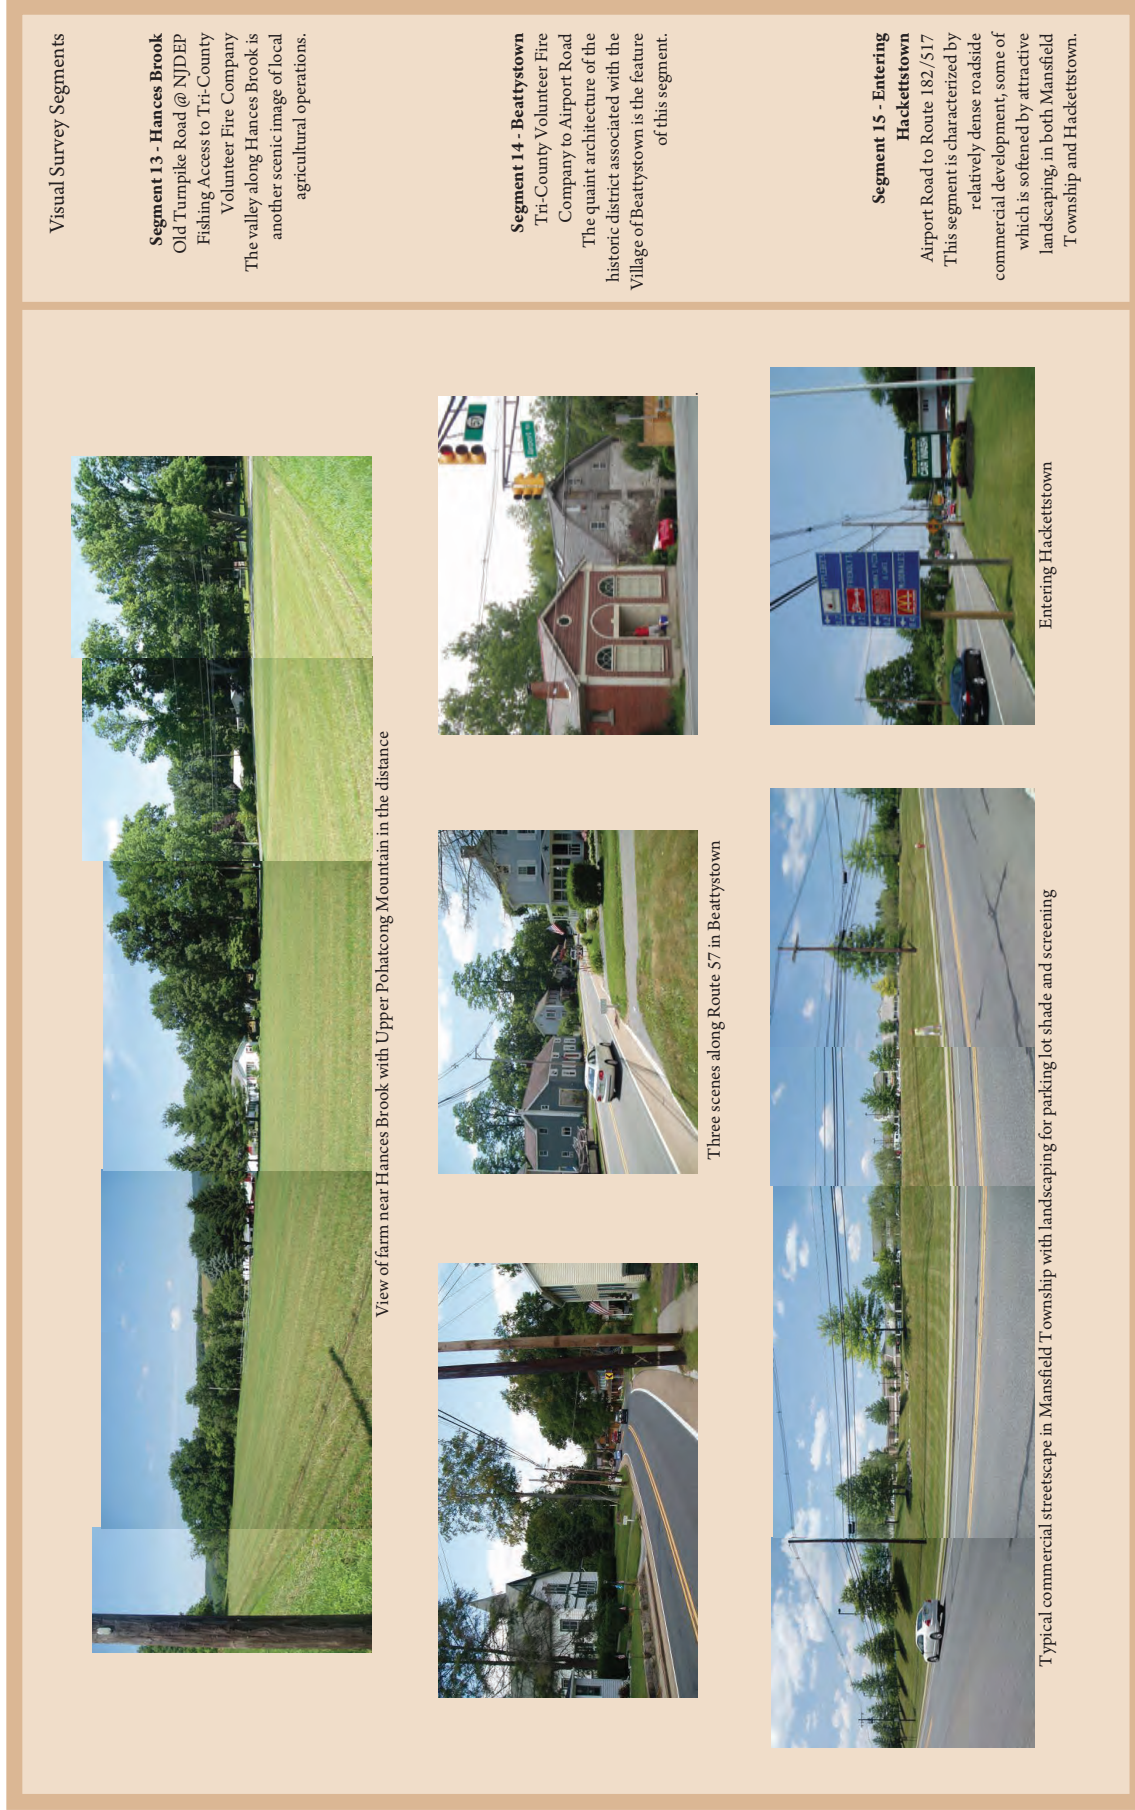 Visual Survey Segments
Segment 13 - Hances Brook
Old Turnpike Road @ NJDEP
Fishing Access to Tri-County
Volunteer Fire Company
The valley along Hances Brook is
another scenic image of local
agricultural operations.
View of farm near Hances Brook with Upper Pohatcong Mountain in the distance
Segment 14 - Beattystown
Tri-County Volunteer Fire
Company to Airport Road
The quaint architecture of the
historic district associated with the
Village of Beattystown is the feature
of this segment.
Three scenes along Route 57 in Beattystown
Segment 15 - Entering
Hackettstown
Airport Road to Route 182/517
This segment is characterized by
relatively dense roadside
commercial development, some of
which is softened by attractive
landscaping, in both Mansfield
Township and Hackettstown.
Typical commercial streetscape in Mansfield Township with landscaping for parking lot shade and screening
CAR WASH
Entering Hackettstown